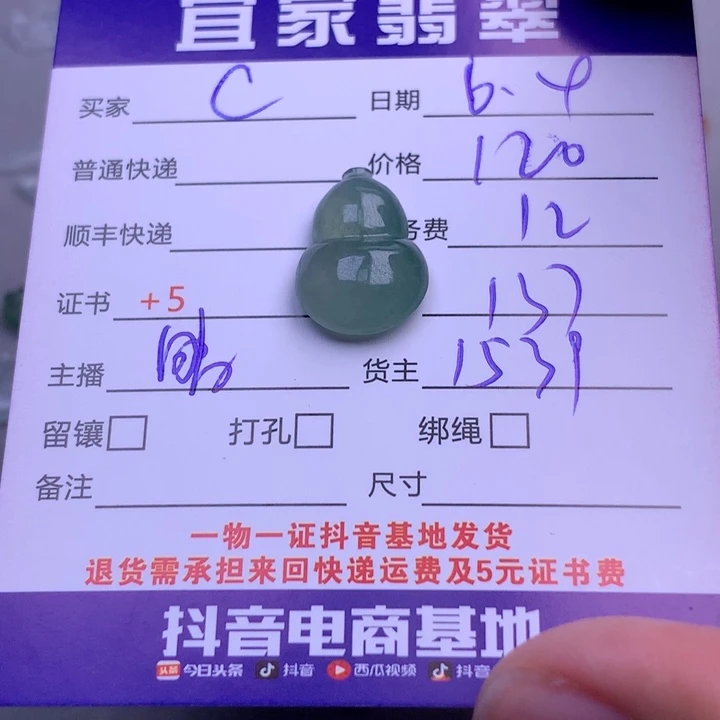 宜家翡翠
买家 C 日期 6.4
普通快递 价格 120
顺丰快递 务费 12
证书 +5 137
主播 货主 1539
留镶 打孔 绑绳
备注 尺寸
一物一证抖音基地发货
退货需承担来回快递运费及5元证书费
抖音电商基地
头条 今日头条 抖音 西瓜视频 抖音